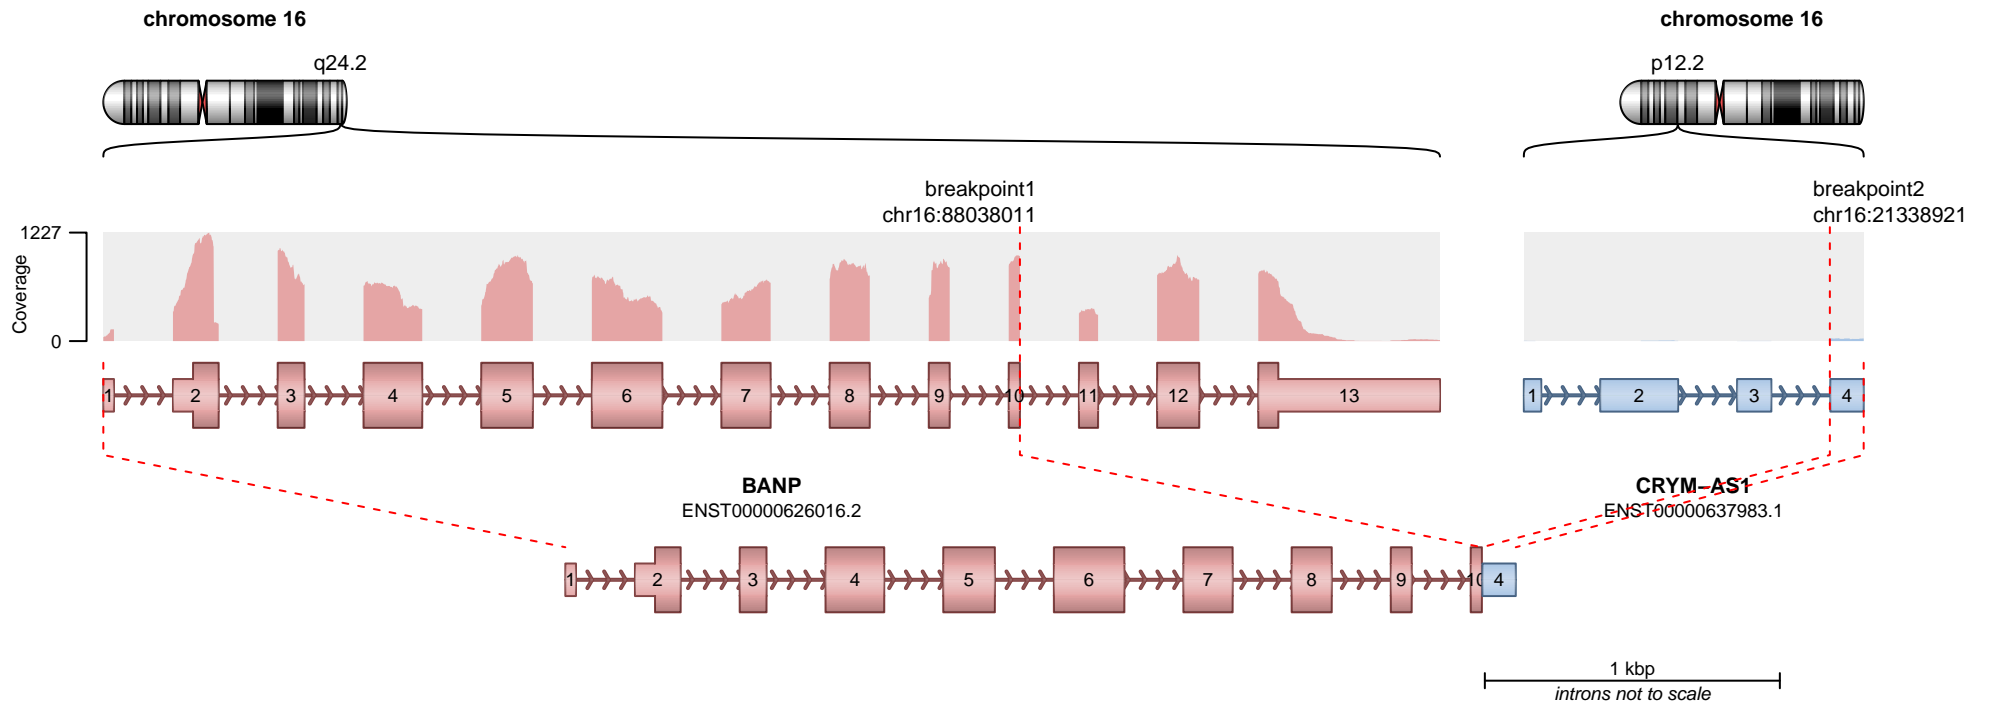 chromosome 16
chromosome 16
q24.2
p12.2
breakpoint1
chr16:88038011
breakpoint2
chr16:21338921
1227
0
Coverage
1 2 3 4 5 6 7 8 9 10 11 12 13
1 2 3 4
BANP
ENST00000626016.2
CRYM-AS1
ENST00000637983.1
1 2 3 4 5 6 7 8 9 10 4
1 kbp
introns not to scale